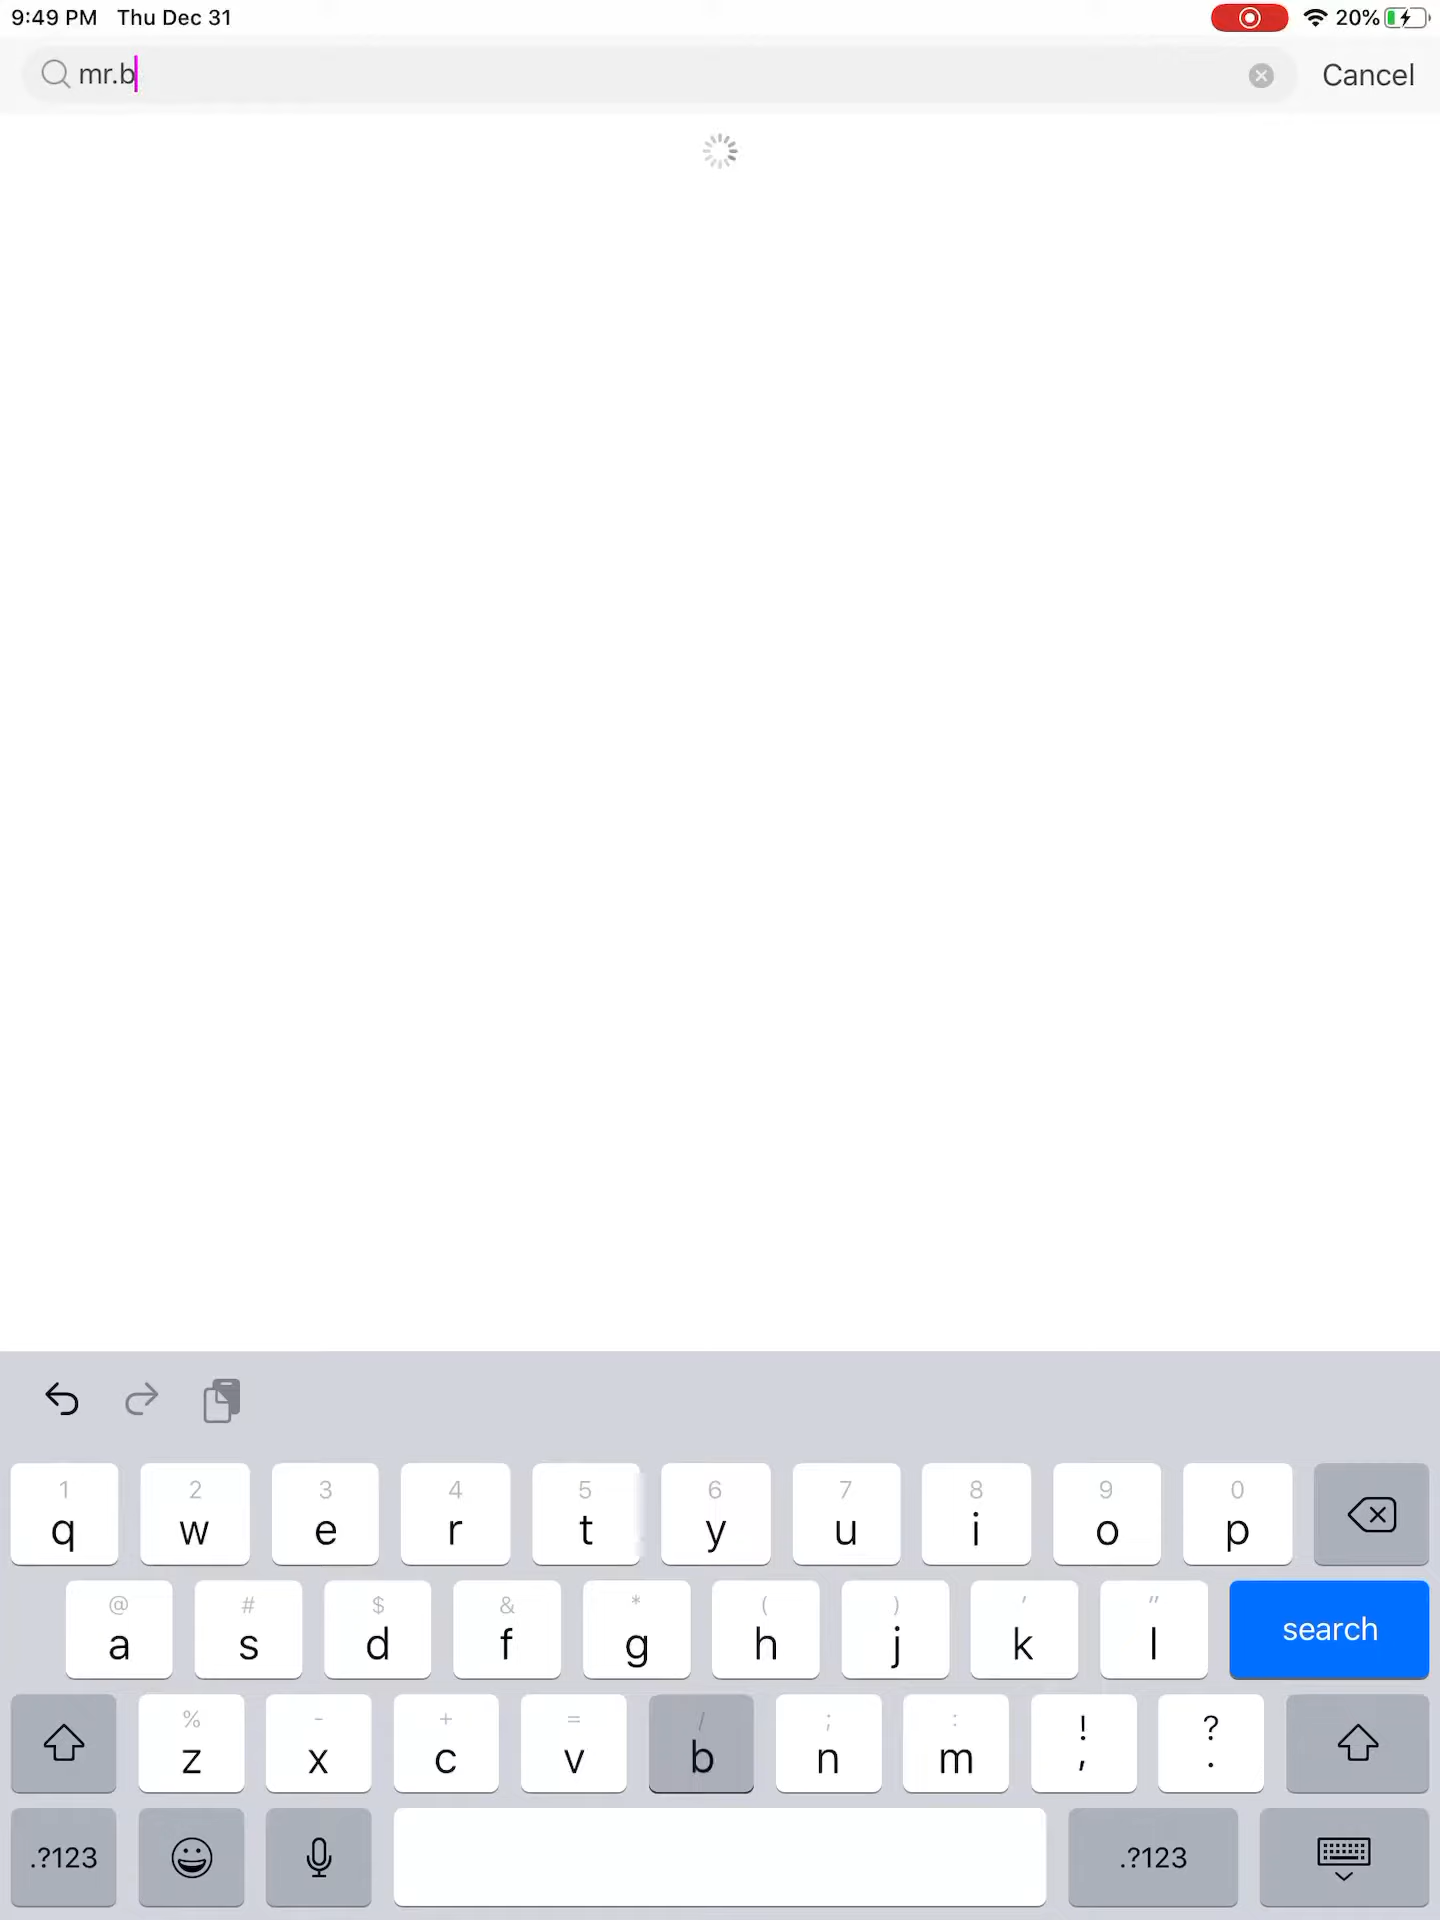 9:49 PM Thu Dec 31 20%
mr.b Cancel
1 2 3 4 5 6 7 8 9 0
q w e r t y u i o p
@ # $ & * ( ) ' "
a s d f g h j k l search
% - + = / ; : ! ?
z x c v b n m , .
.?123 .?123